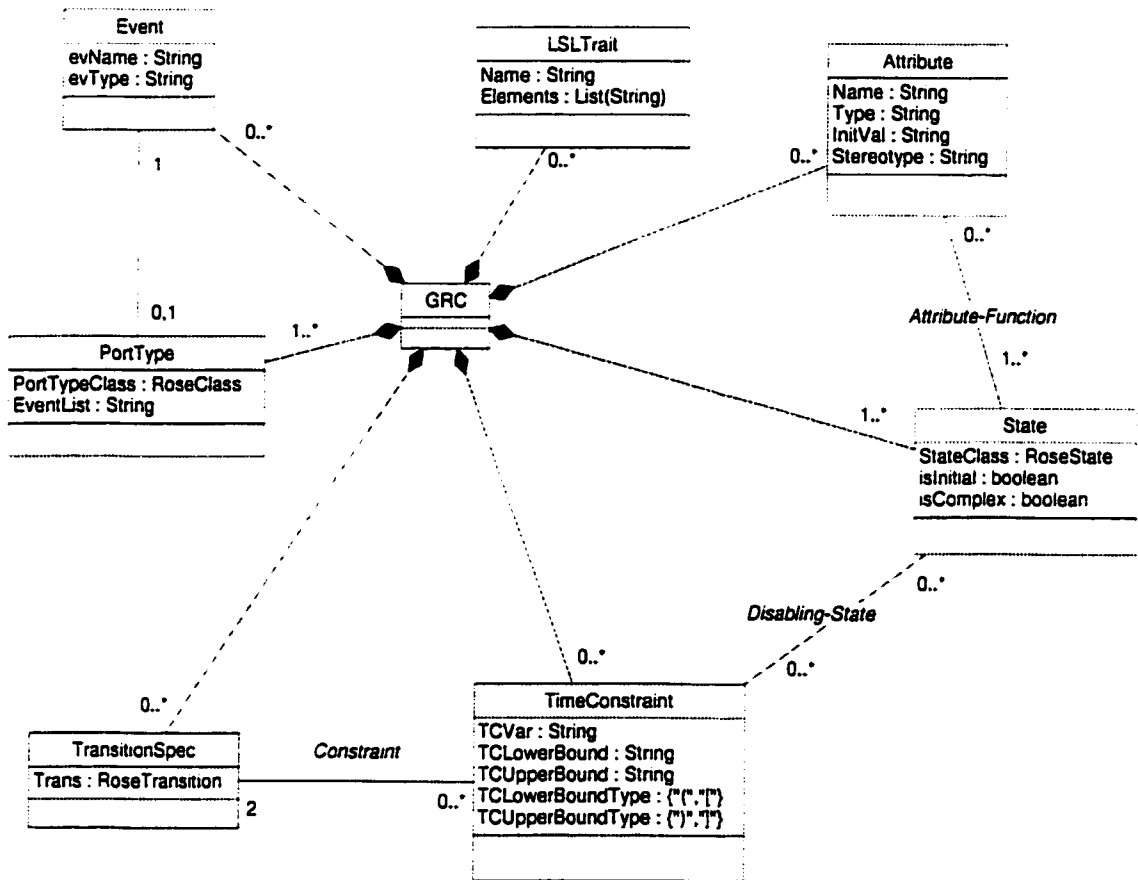 Event
evName : String
evType : String
LSLTrait
Name : String
Elements : List(String)
Attribute
Name : String
Type : String
InitVal : String
Stereotype : String
0..*
0..*
0..*
1
0..*
GRC
0,1
1..*
Attribute-Function
PortType
PortTypeClass : RoseClass
EventList : String
1..*
1..*
State
StateClass : RoseState
isInitial : boolean
isComplex : boolean
0..*
Disabling-State
0..*
0..*
0..*
TimeConstraint
TCVar : String
TCLowerBound : String
TCUpperBound : String
TCLowerBoundType : {"(","["}
TCUpperBoundType : {")","]"}
TransitionSpec
Trans : RoseTransition
Constraint
2
0..*